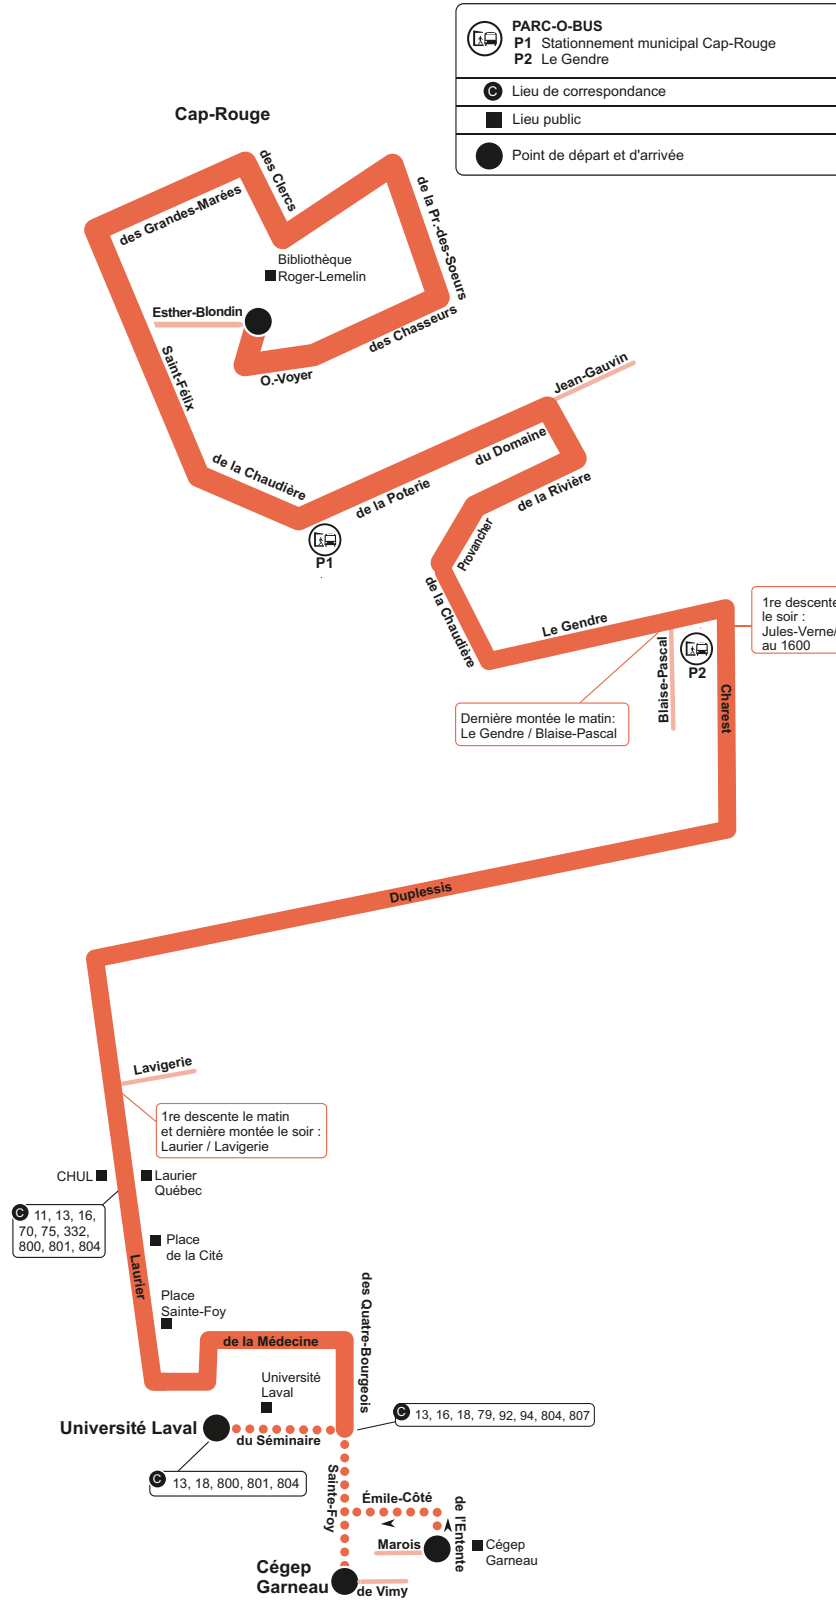 PARC-O-BUS
P1 Stationnement municipal Cap-Rouge
P2 Le Gendre
C Lieu de correspondance
Lieu public
Point de départ et d'arrivée
Cap-Rouge
des Clercs
des Grandes-Marées
de la Pr.-des-Soeurs
Bibliothèque
Roger-Lemelin
Esther-Blondin
des Chasseurs
O.-Voyer
Saint-Félix
Jean-Gauvin
du Domaine
de la Chaudière
de la Poterie
de la Rivière
P1
Provancher
de la Chaudière
Le Gendre
1re descente
le soir :
Jules-Verne/
au 1600
Blaise-Pascal
P2
Charest
Dernière montée le matin:
Le Gendre / Blaise-Pascal
Duplessis
Lavigerie
1re descente le matin
et dernière montée le soir :
Laurier / Lavigerie
CHUL
Laurier
Québec
C 11, 13, 16,
70, 75, 332,
800, 801, 804
Place
de la Cité
Laurier
Place
Sainte-Foy
de la Médecine
des Quatre-Bourgeois
Université
Laval
C 13, 16, 18, 79, 92, 94, 804, 807
Université Laval
du Séminaire
C 13, 18, 800, 801, 804
Sainte-Foy
Émile-Côté
de l'Entente
Marois
Cégep
Garneau
Cégep
Garneau
de Vimy